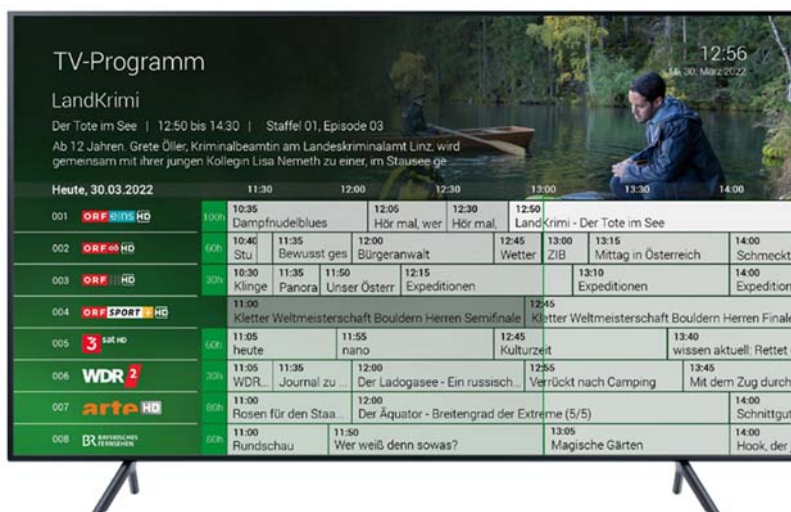 TV-Programm
12:56
Mi, 30. März 2022
LandKrimi
Der Tote im See | 12:50 bis 14:30 | Staffel 01, Episode 03
Ab 12 Jahren. Grete Öller, Kriminalbeamtin am Landeskriminalamt Linz, wird
gemeinsam mit ihrer jungen Kollegin Lisa Nemeth zu einer, im Stausee ge
Heute, 30.03.2022 11:30 12:00 12:30 13:00 13:30 14:00
001 ORF eins HD 100h 10:35 12:05 12:30 12:50
Dampfnudelblues Hör mal, wer Hör mal, LandKrimi - Der Tote im See
002 ORF HD 60h 10:40 11:35 12:00 12:45 13:00 13:15 14:00
Stu Bewusst ges Bürgeranwalt Wetter ZIB Mittag in Österreich Schmeckt
003 ORF III HD 30h 10:30 11:35 11:50 12:15 13:10 14:00
Klinge Panora Unser Österr Expeditionen Expeditionen Expedition
004 ORF SPORT + HD 11:00 12:45
Kletter Weltmeisterschaft Bouldern Herren Semifinale Kletter Weltmeisterschaft Bouldern Herren Finale
005 3 sat HD 60h 11:05 11:55 12:45 13:40
heute nano Kulturzeit wissen aktuell: Rettet
006 WDR 2 30h 11:05 11:35 12:00 12:55 13:45
WDR... Journal zu ... Der Ladogasee - Ein russisch... Verrückt nach Camping Mit dem Zug durch
007 arte HD 80h 11:00 12:00 14:00
Rosen für den Staa... Der Äquator - Breitengrad der Extreme (5/5) Schnittgut
008 BR BAYERISCHES FERNSEHEN 80h 11:00 11:50 13:05 14:00
Rundschau Wer weiß denn sowas? Magische Gärten Hook, der